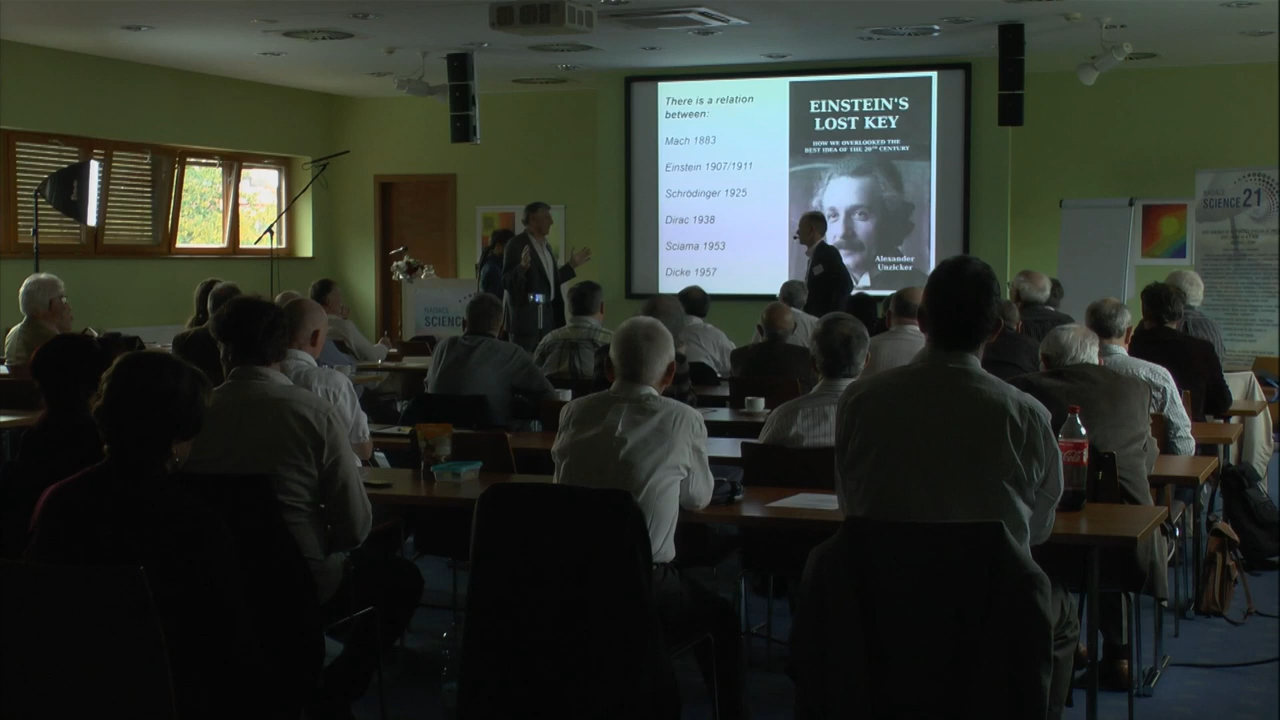 There is a relation
between:
Mach 1883
Einstein 1907/1911
Schrödinger 1925
Dirac 1938
Sciama 1953
Dicke 1957
EINSTEIN'S
LOST KEY
HOW WE OVERLOOKED THE
BEST IDEA OF THE 20TH CENTURY
Alexander
Unzicker
SCIENCE
SCIENCE 21